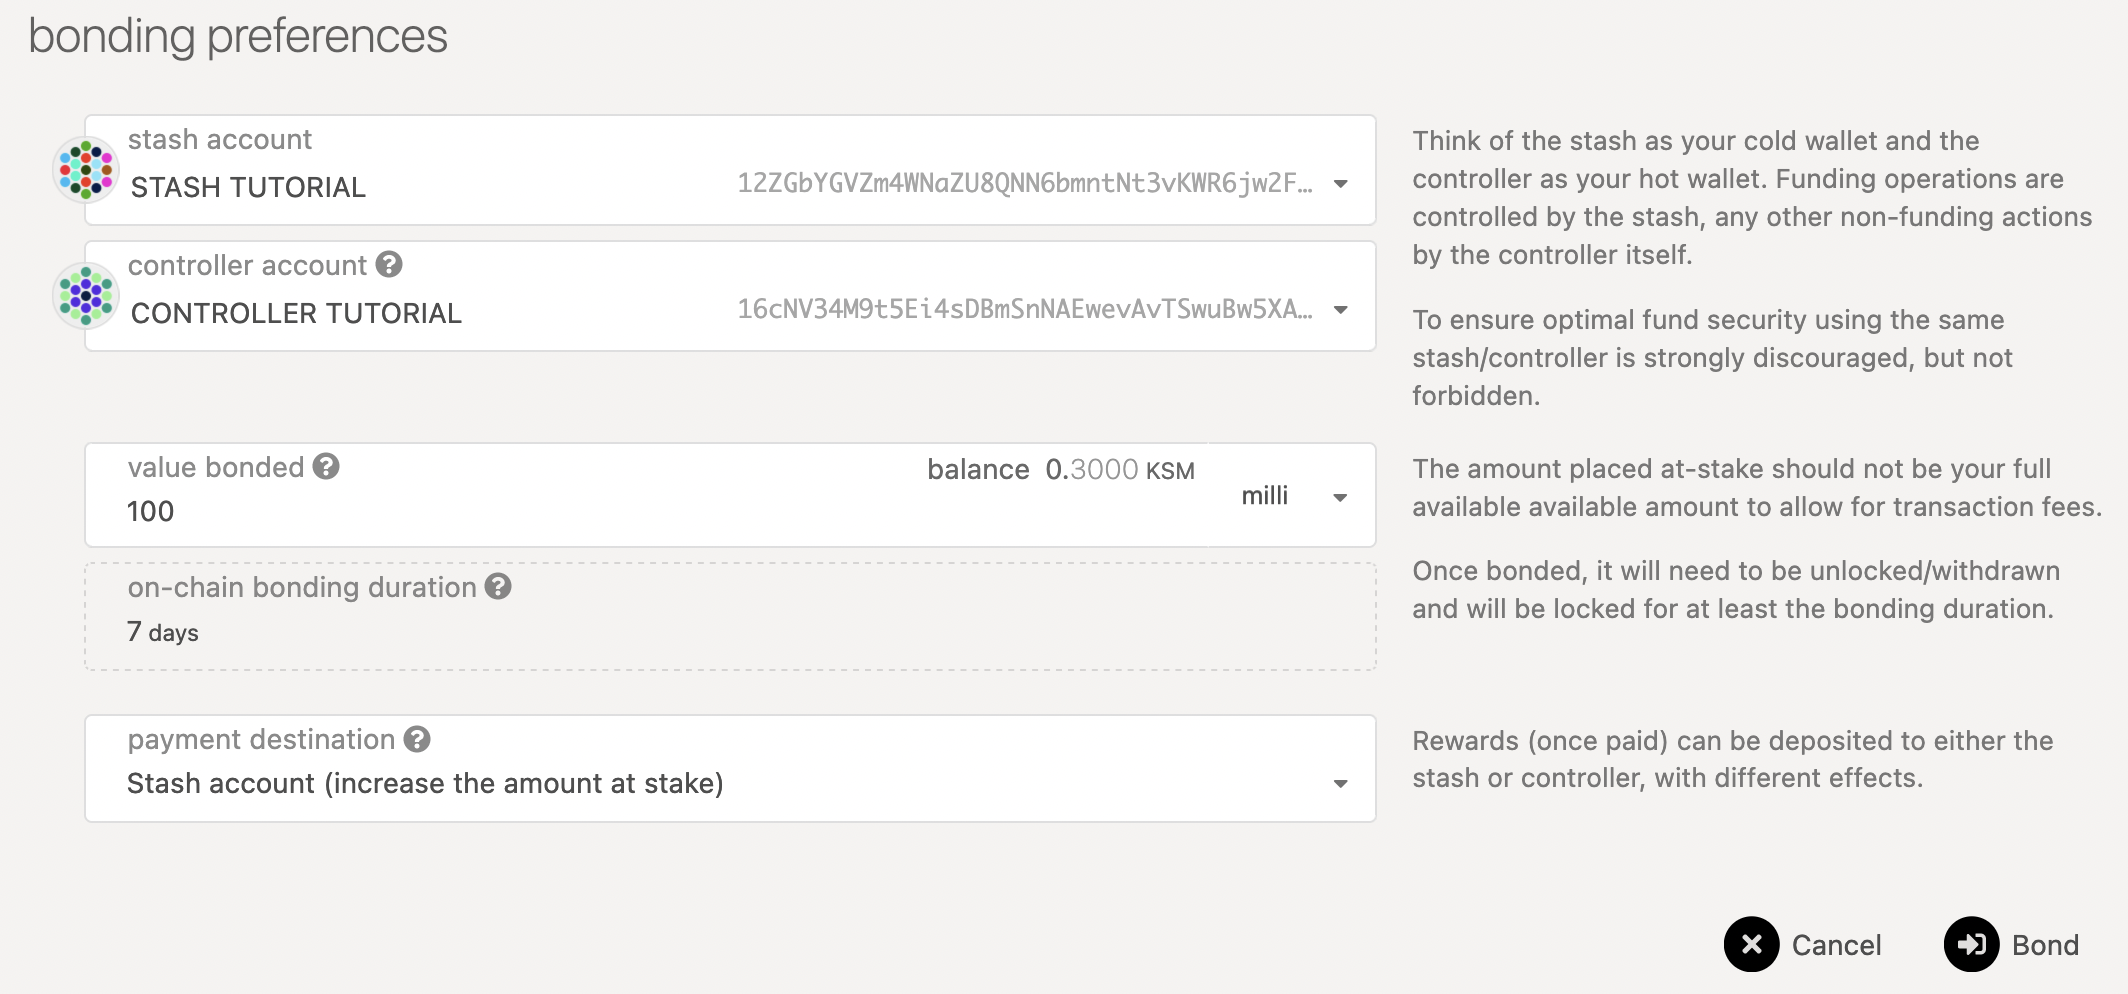 bonding preferences
stash account
STASH TUTORIAL
12ZGbYGVZm4WNaZU8QNN6bmntNt3vKWR6jw2F…
Think of the stash as your cold wallet and the
controller as your hot wallet. Funding operations are
controlled by the stash, any other non-funding actions
by the controller itself.
controller account ?
CONTROLLER TUTORIAL
16cNV34M9t5Ei4sDBmSnNAEwevAvTSwuBw5XA…
To ensure optimal fund security using the same
stash/controller is strongly discouraged, but not
forbidden.
value bonded ?
100
balance 0.3000 KSM
milli
The amount placed at-stake should not be your full
available available amount to allow for transaction fees.
on-chain bonding duration ?
7 days
Once bonded, it will need to be unlocked/withdrawn
and will be locked for at least the bonding duration.
payment destination ?
Stash account (increase the amount at stake)
Rewards (once paid) can be deposited to either the
stash or controller, with different effects.
Cancel
Bond